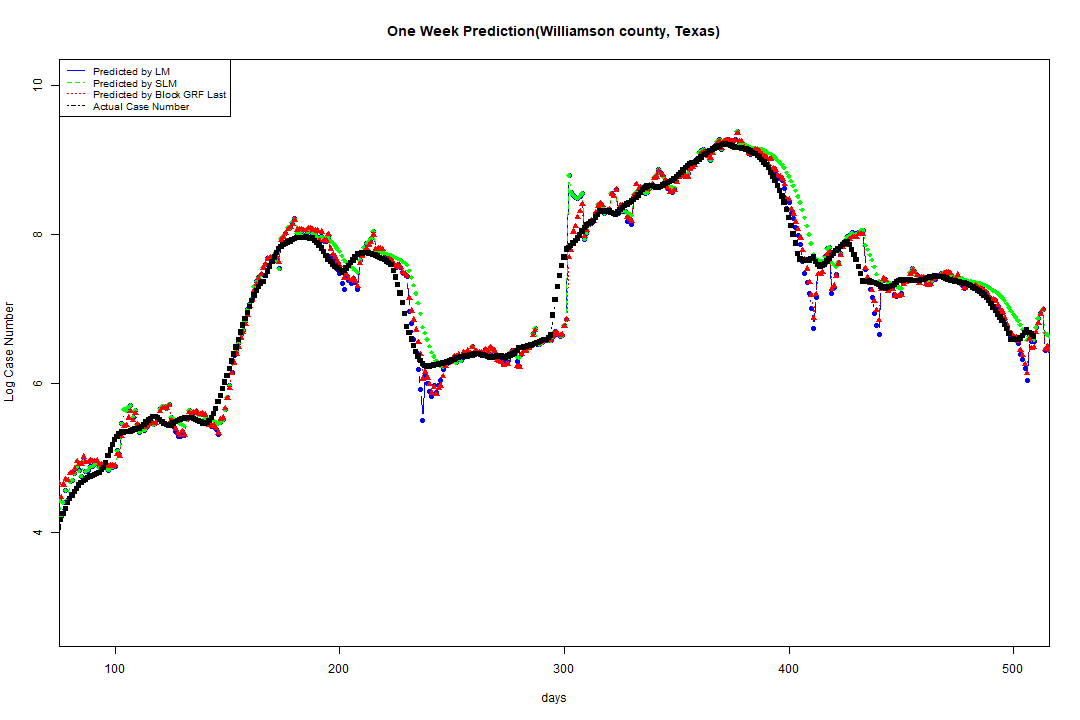 One Week Prediction(Williamson county, Texas)
Predicted by LM
Predicted by SLM
Predicted by Block GRF Last
Actual Case Number
10
8
6
4
Log Case Number
100 200 300 400 500
days